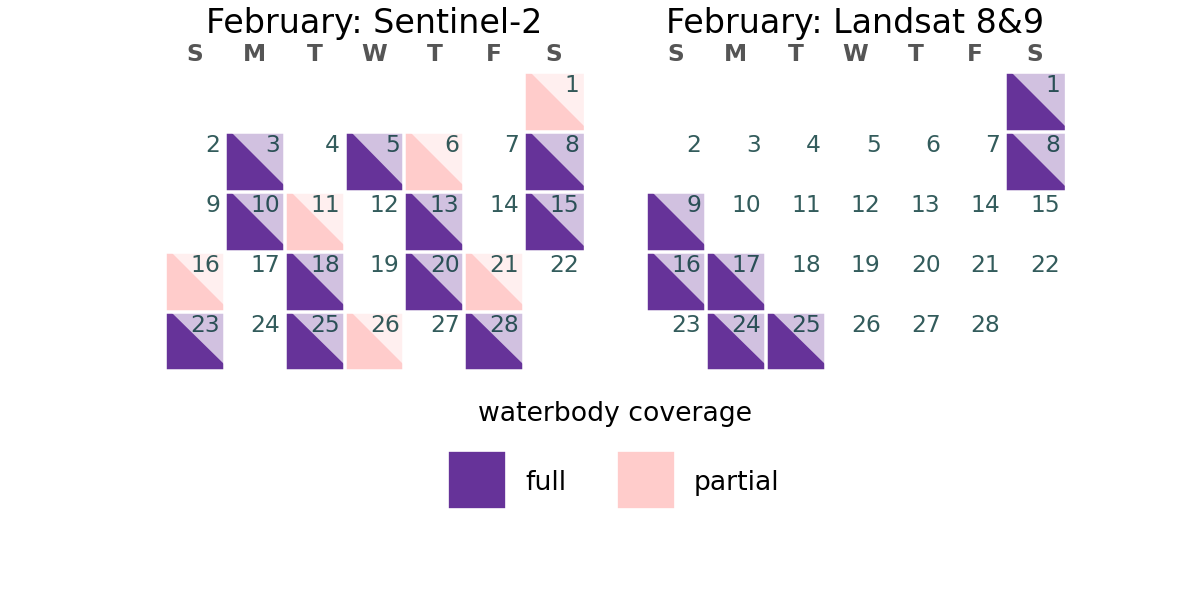 February: Sentinel-2
S M T W T F S
1
2 3 4 5 6 7 8
9 10 11 12 13 14 15
16 17 18 19 20 21 22
23 24 25 26 27 28
February: Landsat 8&9
S M T W T F S
1
2 3 4 5 6 7 8
9 10 11 12 13 14 15
16 17 18 19 20 21 22
23 24 25 26 27 28
waterbody coverage
full
partial